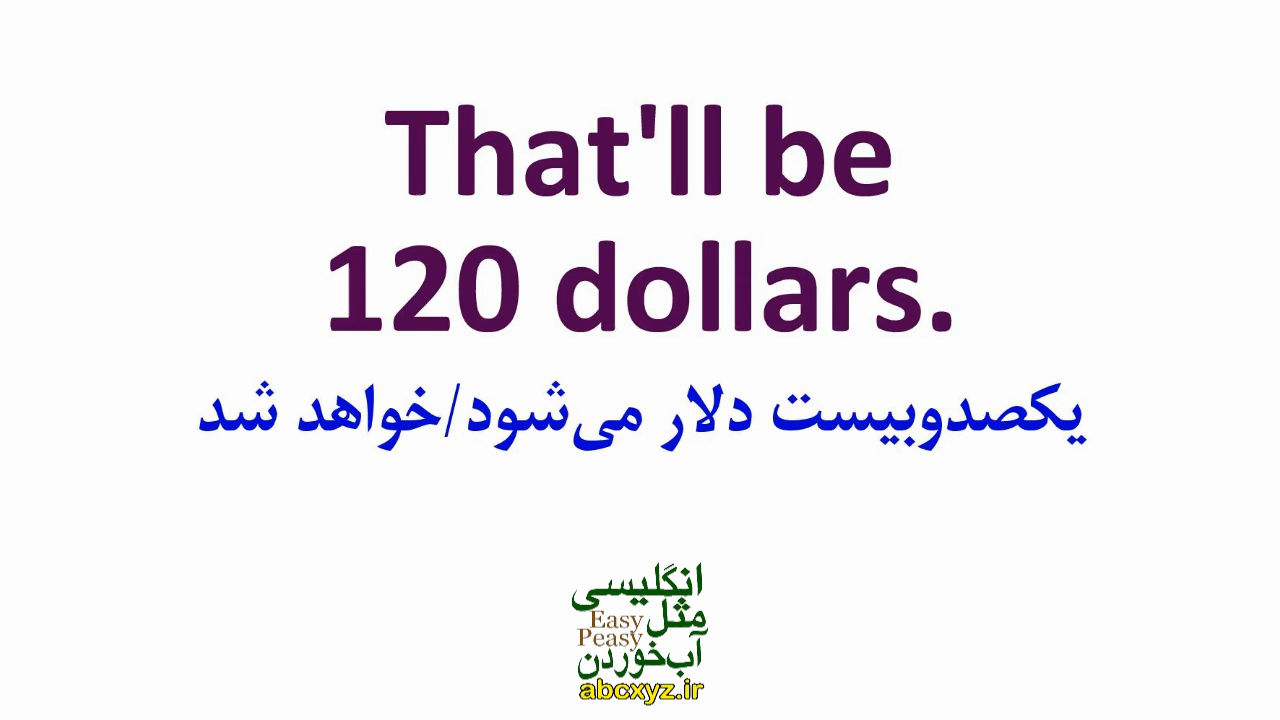 That'll be
120 dollars.
یکصدوبیست دلار می‌شود/خواهد شد
انگلیسی
مثل
Easy
Peasy
آب‌خوردن
abcxyz.ir